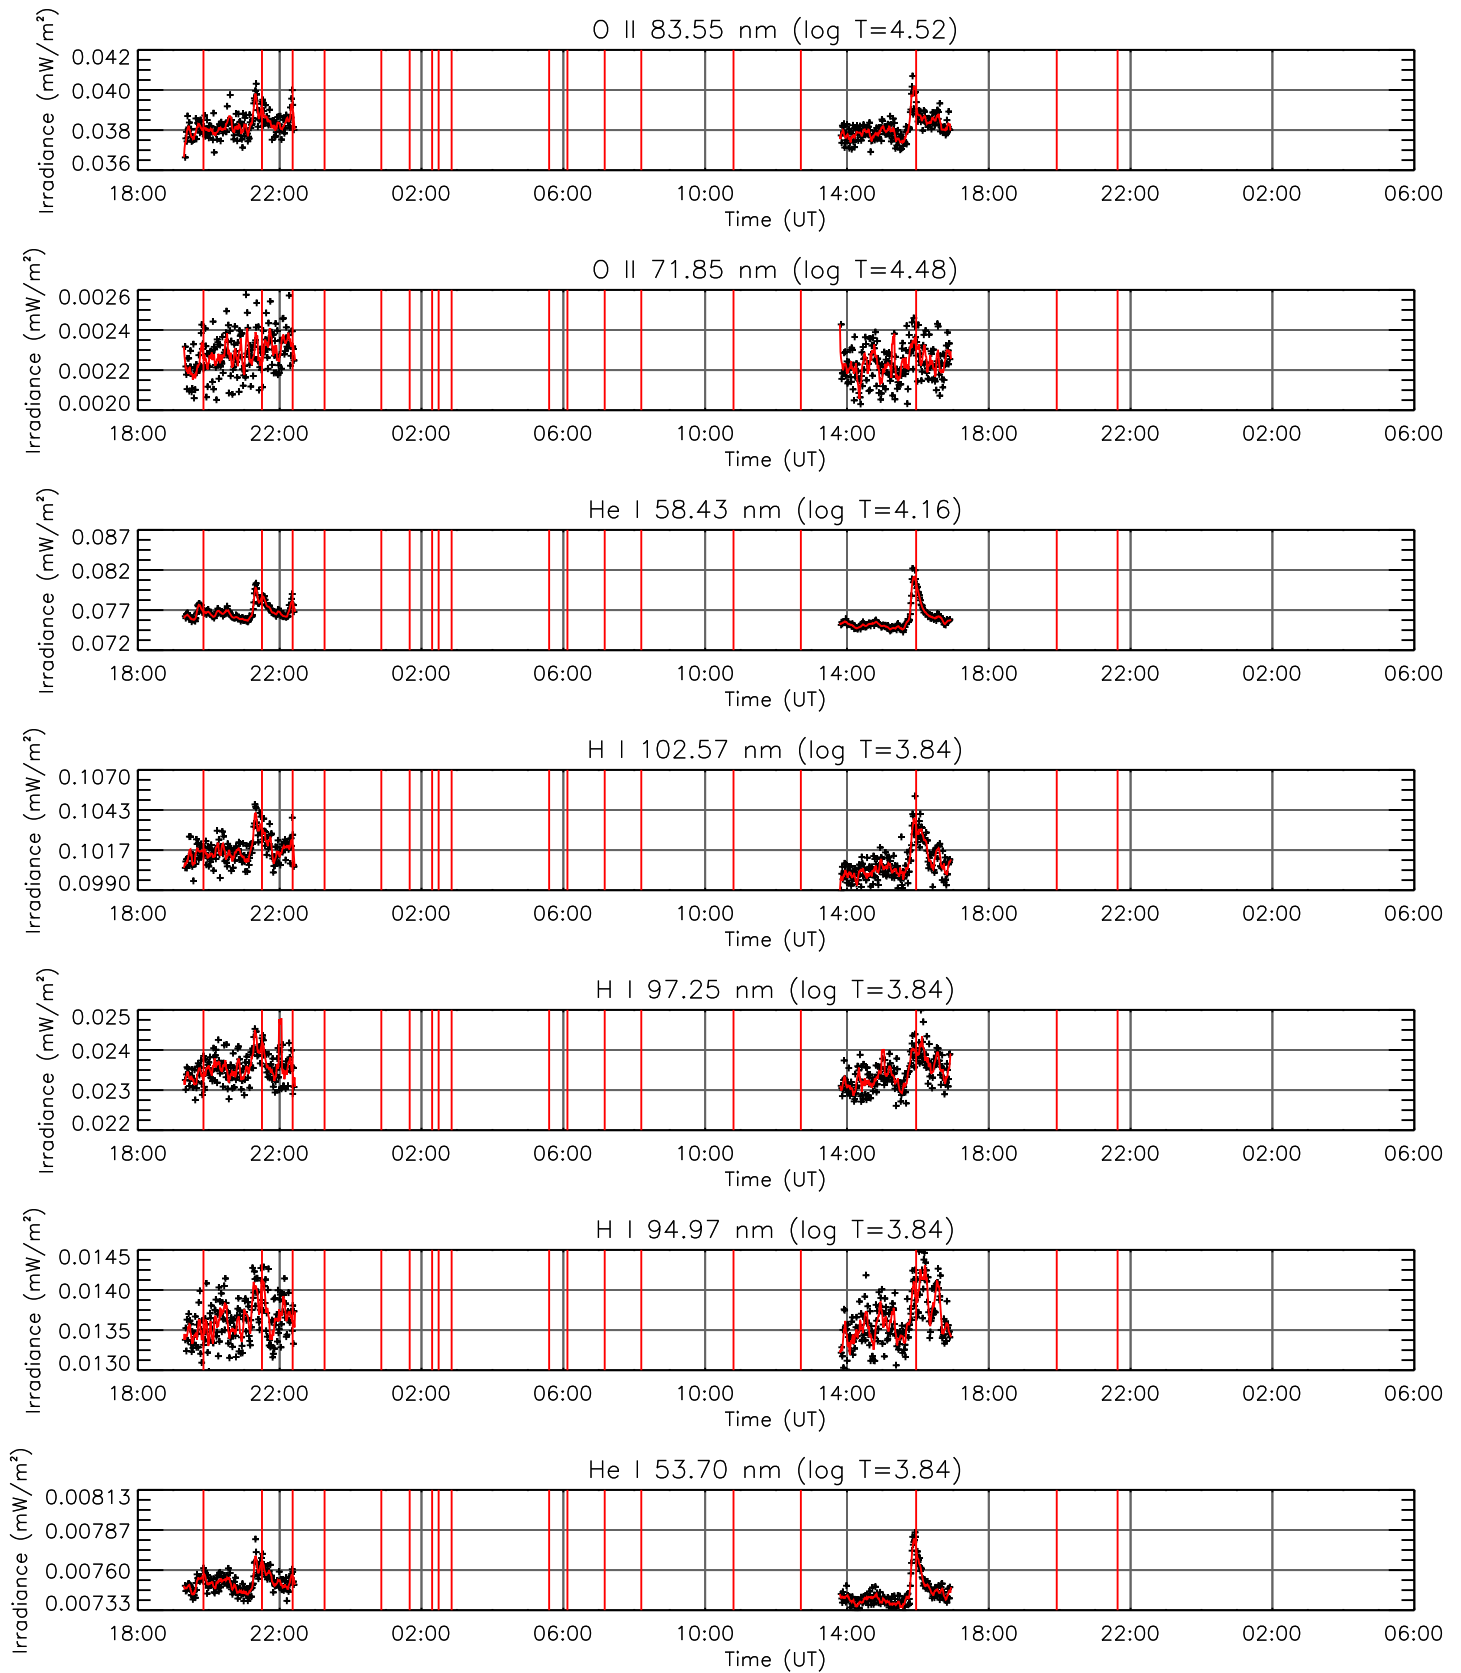 O II 83.55 nm (log T=4.52)
Irradiance (mW/m²)
0.042
0.040
0.038
0.036
18:00 22:00 02:00 06:00 10:00 14:00 18:00 22:00 02:00 06:00
Time (UT)
O II 71.85 nm (log T=4.48)
Irradiance (mW/m²)
0.0026
0.0024
0.0022
0.0020
18:00 22:00 02:00 06:00 10:00 14:00 18:00 22:00 02:00 06:00
Time (UT)
He I 58.43 nm (log T=4.16)
Irradiance (mW/m²)
0.087
0.082
0.077
0.072
18:00 22:00 02:00 06:00 10:00 14:00 18:00 22:00 02:00 06:00
Time (UT)
H I 102.57 nm (log T=3.84)
Irradiance (mW/m²)
0.1070
0.1043
0.1017
0.0990
18:00 22:00 02:00 06:00 10:00 14:00 18:00 22:00 02:00 06:00
Time (UT)
H I 97.25 nm (log T=3.84)
Irradiance (mW/m²)
0.025
0.024
0.023
0.022
18:00 22:00 02:00 06:00 10:00 14:00 18:00 22:00 02:00 06:00
Time (UT)
H I 94.97 nm (log T=3.84)
Irradiance (mW/m²)
0.0145
0.0140
0.0135
0.0130
18:00 22:00 02:00 06:00 10:00 14:00 18:00 22:00 02:00 06:00
Time (UT)
He I 53.70 nm (log T=3.84)
Irradiance (mW/m²)
0.00813
0.00787
0.00760
0.00733
18:00 22:00 02:00 06:00 10:00 14:00 18:00 22:00 02:00 06:00
Time (UT)